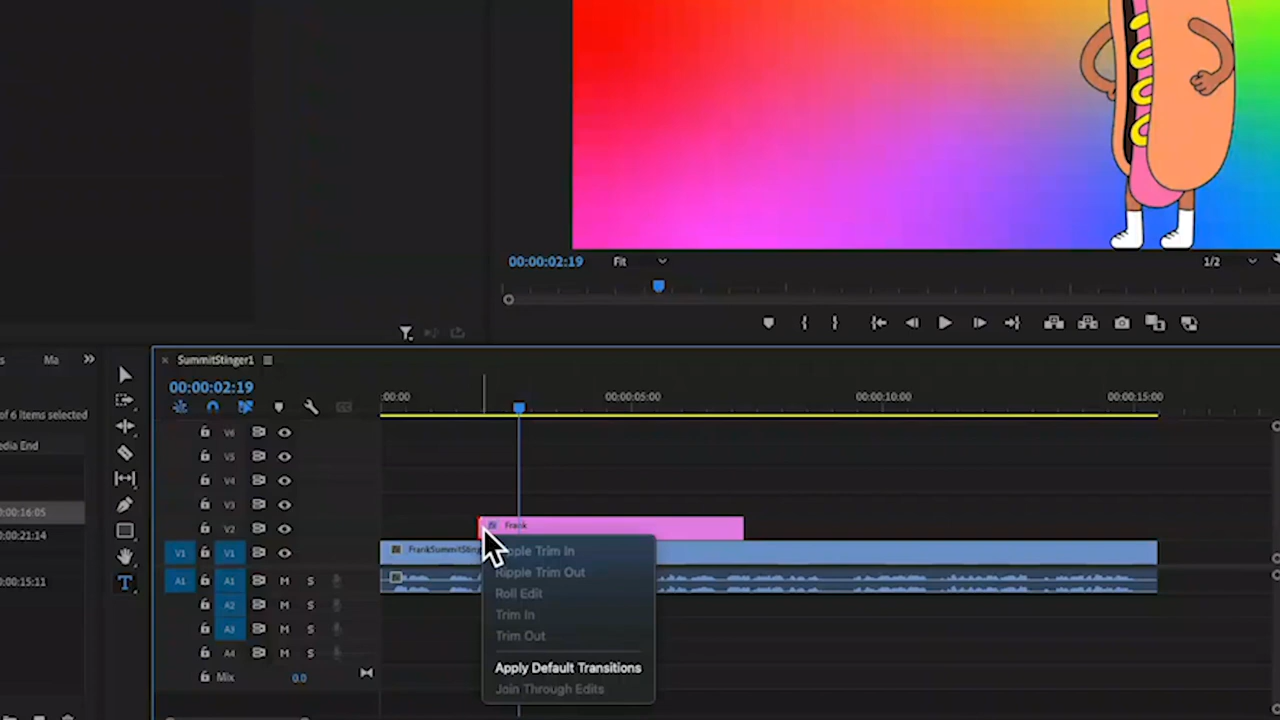 00:00:02:19 Fit 1/2
s Ma
SummitStinger1
00:00:02:19
of 6 items selected
:00:00 00:00:05:00 00:00:10:00 00:00:15:00
edia End
V6
V5
V4
0:00:16:05
V3
0:00:21:14
V2 Frank
V1 V1 FrankSummitSting
0:00:15:11
A1 A1 M S
A2 M S
A3 M S
A4 M S
Mix 0.0
Ripple Trim In
Ripple Trim Out
Roll Edit
Trim In
Trim Out
Apply Default Transitions
Join Through Edits